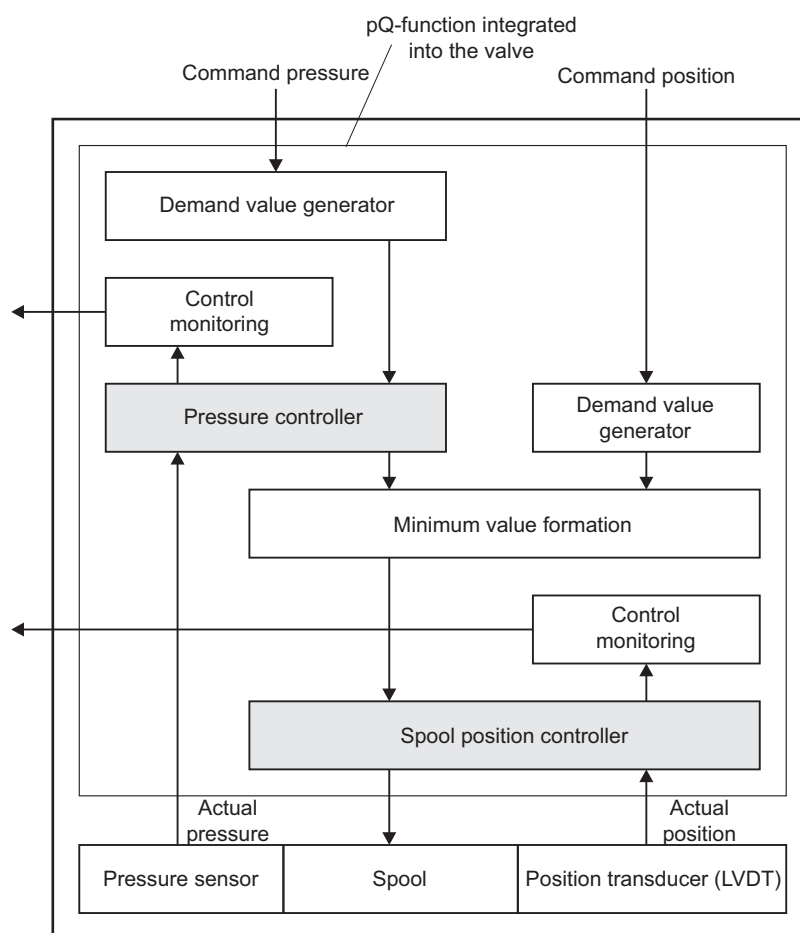 pQ-function integrated
into the valve
Command pressure
Command position
Demand value generator
Control
monitoring
Pressure controller
Demand value
generator
Minimum value formation
Control
monitoring
Spool position controller
Actual
pressure
Actual
position
Pressure sensor
Spool
Position transducer (LVDT)